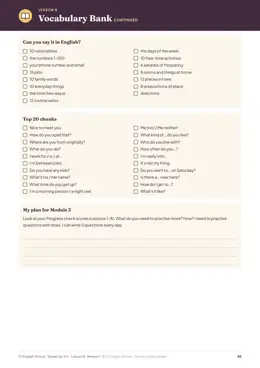 LESSON 8
Vocabulary Bank CONTINUED
Can you say it in English?
10 nationalities
the numbers 1–100
your phone number and email
15 jobs
10 family words
10 everyday things
the time (two ways)
12 routine verbs
the days of the week
10 free-time activities
6 adverbs of frequency
8 rooms and things at home
12 places in town
8 prepositions of place
directions
Top 20 chunks
Nice to meet you.
How do you spell that?
Where are you from originally?
What do you do?
I work for / in / at…
I'm between jobs.
Do you have any kids?
What's his / her name?
What time do you get up?
I'm a morning person / a night owl.
Me too! / Me neither!
What kind of… do you like?
Who do you live with?
How often do you…?
I'm really into…
It's not my thing.
Do you want to… on Saturday?
Is there a… near here?
How do I get to…?
What's it like?
My plan for Module 3
Look at your Progress check scores (Lessons 1–8). What do you need to practise more? How? I need to practise
questions with does. I can write 5 questions every day.